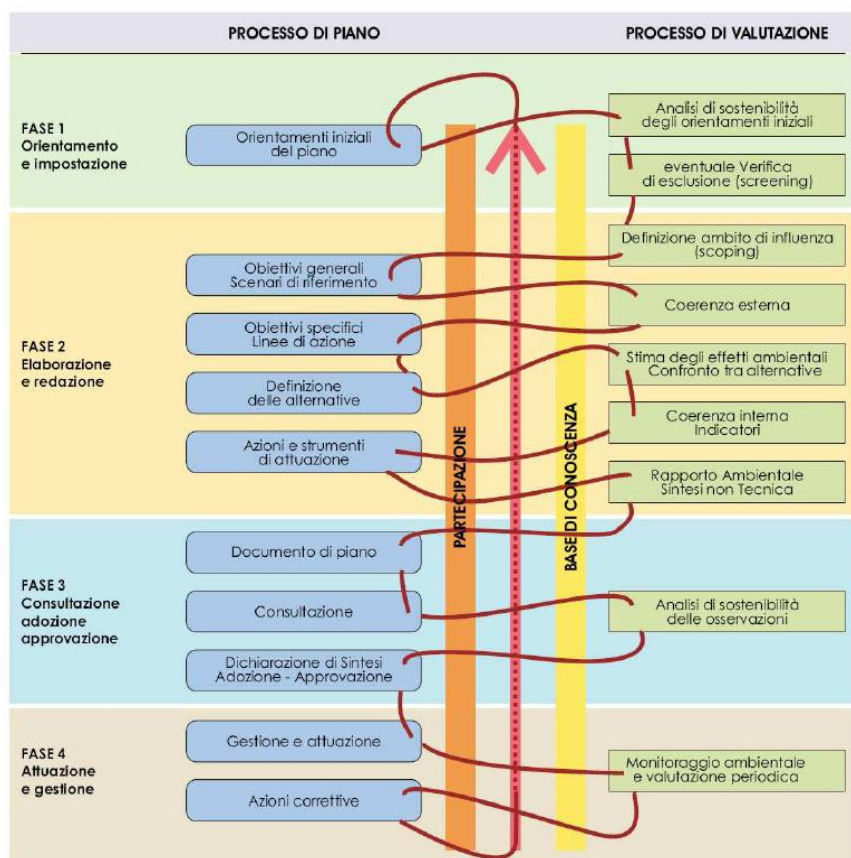 PROCESSO DI PIANO
PROCESSO DI VALUTAZIONE
FASE 1
Orientamento
e impostazione
Orientamenti iniziali
del piano
Analisi di sostenibilità
degli orientamenti iniziali
eventuale Verifica
di esclusione (screening)
FASE 2
Elaborazione
e redazione
Obiettivi generali
Scenari di riferimento
Obiettivi specifici
Linee di azione
Definizione
delle alternative
Azioni e strumenti
di attuazione
Definizione ambito di influenza
(scoping)
Coerenza esterna
Stima degli effetti ambientali
Confronto tra alternative
Coerenza interna
Indicatori
Rapporto Ambientale
Sintesi non Tecnica
PARTECIPAZIONE
BASE DI CONOSCENZA
FASE 3
Consultazione
adozione
approvazione
Documento di piano
Consultazione
Dichiarazione di Sintesi
Adozione - Approvazione
Analisi di sostenibilità
delle osservazioni
FASE 4
Attuazione
e gestione
Gestione e attuazione
Azioni correttive
Monitoraggio ambientale
e valutazione periodica